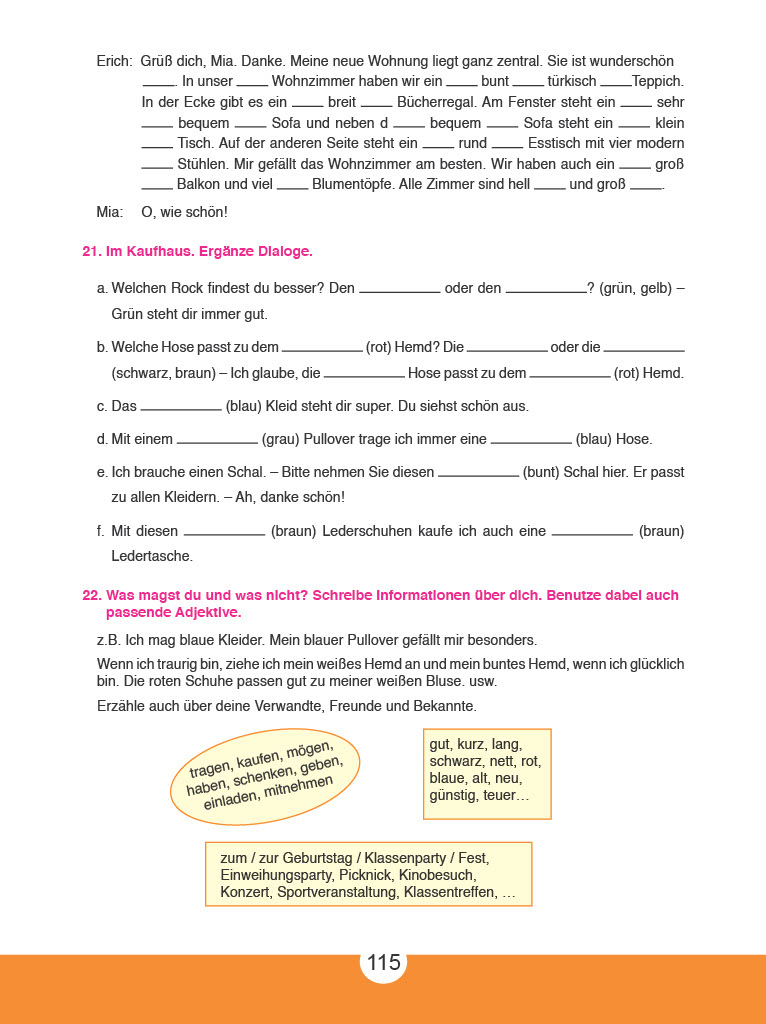 Erich: Grüß dich, Mia. Danke. Meine neue Wohnung liegt ganz zentral. Sie ist wunderschön
____. In unser ____ Wohnzimmer haben wir ein ____ bunt ____ türkisch ____Teppich.
In der Ecke gibt es ein ____ breit ____ Bücherregal. Am Fenster steht ein ____ sehr
____ bequem ____ Sofa und neben d ____ bequem ____ Sofa steht ein ____ klein
____ Tisch. Auf der anderen Seite steht ein ____ rund ____ Esstisch mit vier modern
____ Stühlen. Mir gefällt das Wohnzimmer am besten. Wir haben auch ein ____ groß
____ Balkon und viel ____ Blumentöpfe. Alle Zimmer sind hell ____ und groß ____.
Mia: O, wie schön!
21. Im Kaufhaus. Ergänze Dialoge.
a. Welchen Rock findest du besser? Den __________ oder den __________? (grün, gelb) –
Grün steht dir immer gut.
b. Welche Hose passt zu dem __________ (rot) Hemd? Die __________ oder die __________
(schwarz, braun) – Ich glaube, die __________ Hose passt zu dem __________ (rot) Hemd.
c. Das __________ (blau) Kleid steht dir super. Du siehst schön aus.
d. Mit einem __________ (grau) Pullover trage ich immer eine __________ (blau) Hose.
e. Ich brauche einen Schal. – Bitte nehmen Sie diesen __________ (bunt) Schal hier. Er passt
zu allen Kleidern. – Ah, danke schön!
f. Mit diesen __________ (braun) Lederschuhen kaufe ich auch eine __________ (braun)
Ledertasche.
22. Was magst du und was nicht? Schreibe Informationen über dich. Benutze dabei auch
passende Adjektive.
z.B. Ich mag blaue Kleider. Mein blauer Pullover gefällt mir besonders.
Wenn ich traurig bin, ziehe ich mein weißes Hemd an und mein buntes Hemd, wenn ich glücklich
bin. Die roten Schuhe passen gut zu meiner weißen Bluse. usw.
Erzähle auch über deine Verwandte, Freunde und Bekannte.
tragen, kaufen, mögen,
haben, schenken, geben,
einladen, mitnehmen
gut, kurz, lang,
schwarz, nett, rot,
blaue, alt, neu,
günstig, teuer…
zum / zur Geburtstag / Klassenparty / Fest,
Einweihungsparty, Picknick, Kinobesuch,
Konzert, Sportveranstaltung, Klassentreffen, …
115